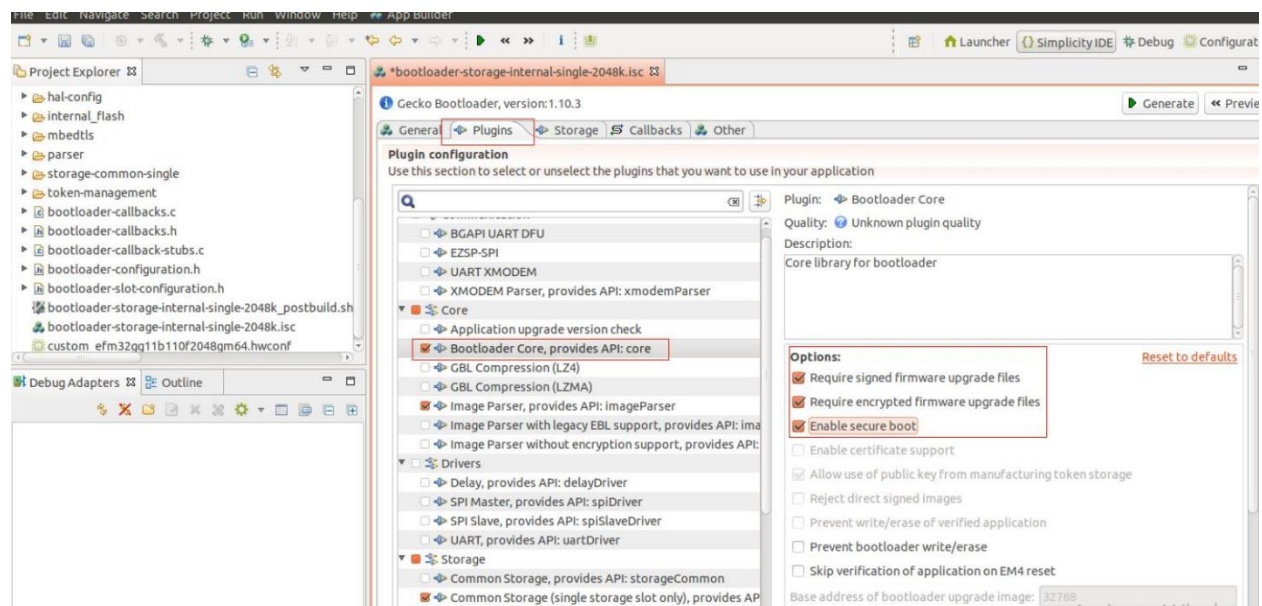 File Edit Navigate Search Project Run Window Help App Builder
Launcher {} Simplicity IDE Debug Configurat
Project Explorer
*bootloader-storage-internal-single-2048k.isc
hal-config
internal_flash
mbedtls
parser
storage-common-single
token-management
bootloader-callbacks.c
bootloader-callbacks.h
bootloader-callback-stubs.c
bootloader-configuration.h
bootloader-slot-configuration.h
bootloader-storage-internal-single-2048k_postbuild.sh
bootloader-storage-internal-single-2048k.isc
custom_efm32gg11b110f2048gm64.hwconf
Debug Adapters Outline
Gecko Bootloader, version:1.10.3
Generate Previe
General Plugins Storage Callbacks Other
Plugin configuration
Use this section to select or unselect the plugins that you want to use in your application
BGAPI UART DFU
EZSP-SPI
UART XMODEM
XMODEM Parser, provides API: xmodemParser
Core
Application upgrade version check
Bootloader Core, provides API: core
GBL Compression (LZ4)
GBL Compression (LZMA)
Image Parser, provides API: imageParser
Image Parser with legacy EBL support, provides API: ima
Image Parser without encryption support, provides API:
Drivers
Delay, provides API: delayDriver
SPI Master, provides API: spiDriver
SPI Slave, provides API: spiSlaveDriver
UART, provides API: uartDriver
Storage
Common Storage, provides API: storageCommon
Common Storage (single storage slot only), provides AP
Plugin: Bootloader Core
Quality: Unknown plugin quality
Description:
Core library for bootloader
Options: Reset to defaults
Require signed firmware upgrade files
Require encrypted firmware upgrade files
Enable secure boot
Enable certificate support
Allow use of public key from manufacturing token storage
Reject direct signed images
Prevent write/erase of verified application
Prevent bootloader write/erase
Skip verification of application on EM4 reset
Base address of bootloader upgrade image: 32768